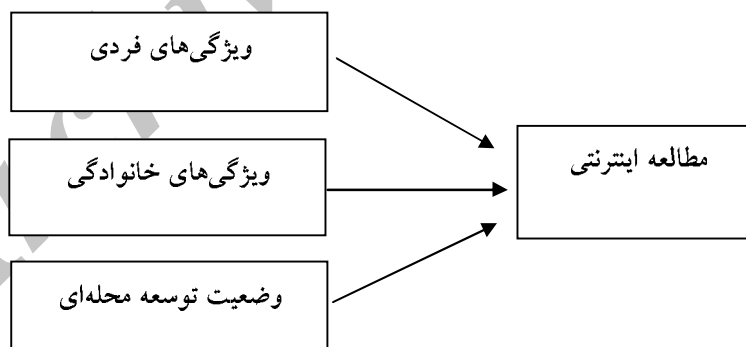 ویژگی‌های فردی
ویژگی‌های خانوادگی
مطالعه اینترنتی
وضعیت توسعه محله‌ای